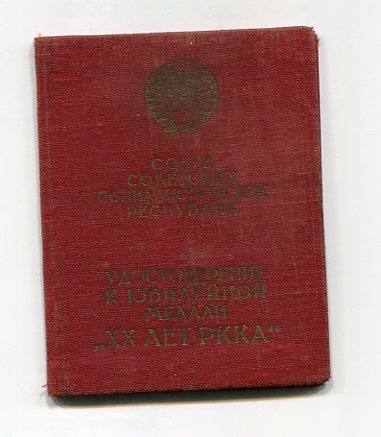 СОЮЗ
СОВЕТСКИХ
СОЦИАЛИСТИЧЕСКИХ
РЕСПУБЛИК
УДОСТОВЕРЕНИЕ
К ЮБИЛЕЙНОЙ
МЕДАЛИ
„XX ЛЕТ РККА“